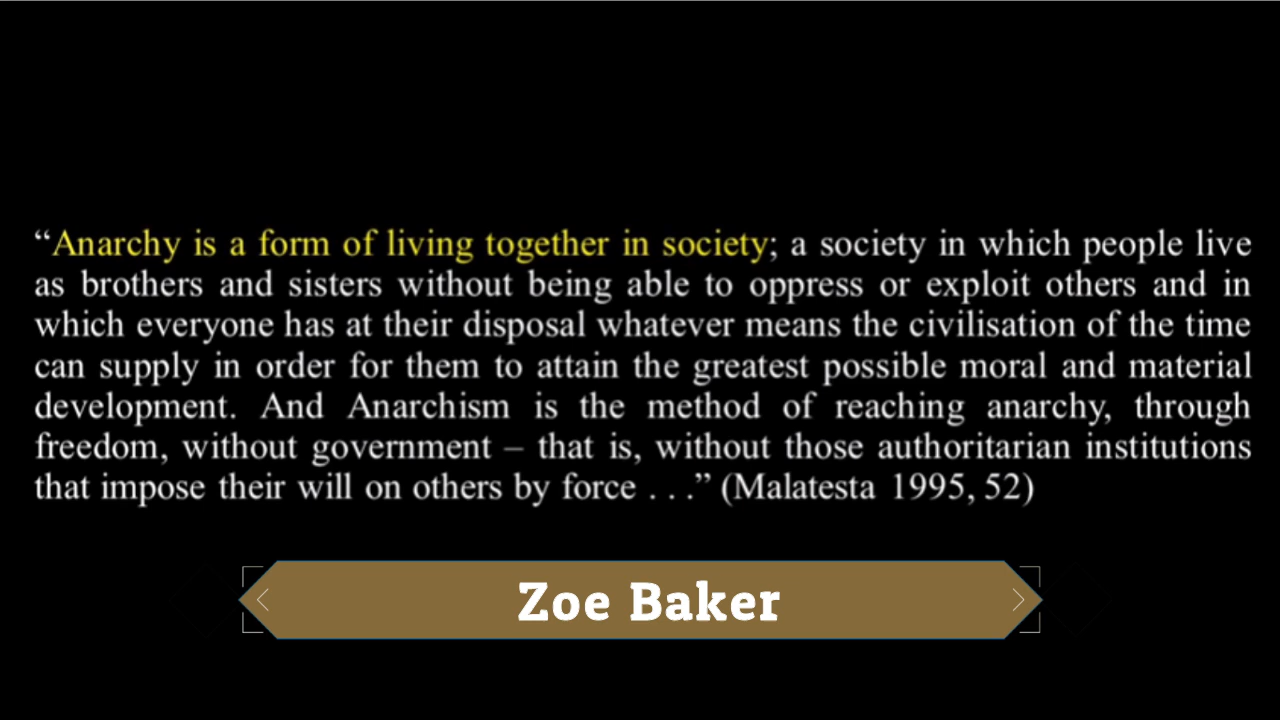 “Anarchy is a form of living together in society; a society in which people live
as brothers and sisters without being able to oppress or exploit others and in
which everyone has at their disposal whatever means the civilisation of the time
can supply in order for them to attain the greatest possible moral and material
development. And Anarchism is the method of reaching anarchy, through
freedom, without government – that is, without those authoritarian institutions
that impose their will on others by force . . .” (Malatesta 1995, 52)
Zoe Baker